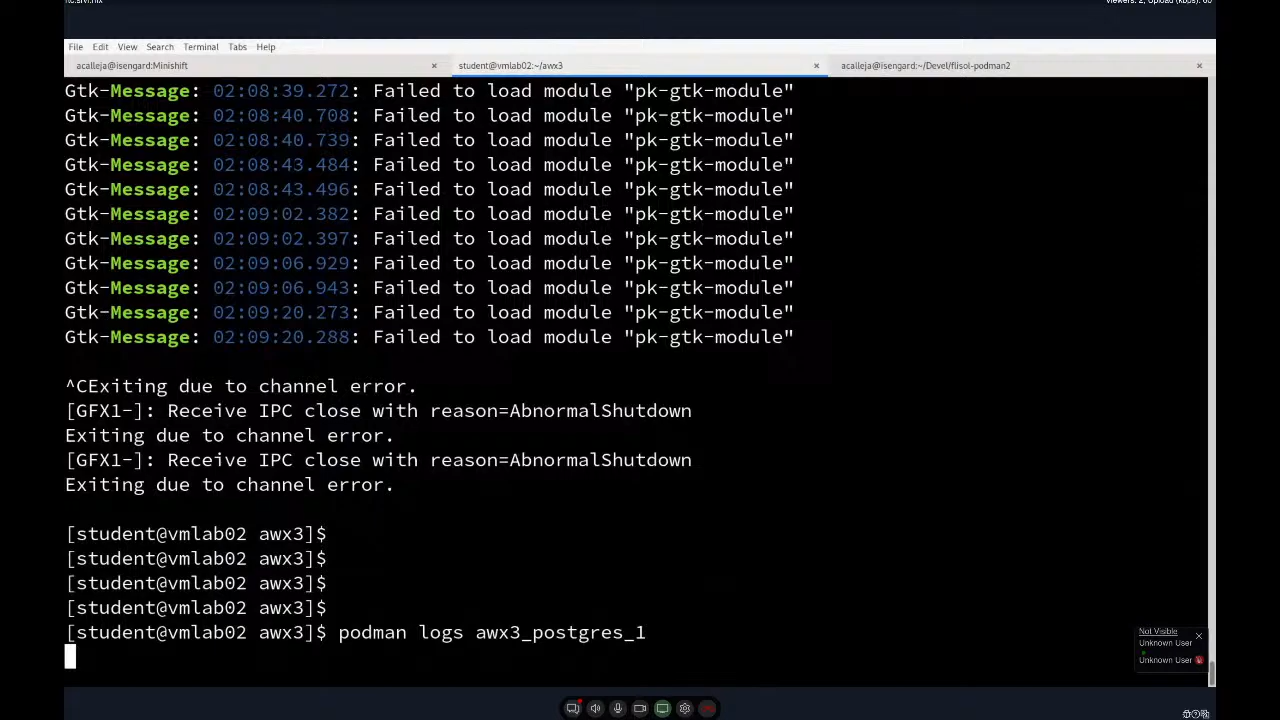 Viewers: 2, Upload (kbps): 60
File Edit View Search Terminal Tabs Help
acalleja@isengard:Minishift × student@vmlab02:~/awx3 × acalleja@isengard:~/Devel/flisol-podman2 ×
Gtk-Message: 02:08:39.272: Failed to load module "pk-gtk-module"
Gtk-Message: 02:08:40.708: Failed to load module "pk-gtk-module"
Gtk-Message: 02:08:40.739: Failed to load module "pk-gtk-module"
Gtk-Message: 02:08:43.484: Failed to load module "pk-gtk-module"
Gtk-Message: 02:08:43.496: Failed to load module "pk-gtk-module"
Gtk-Message: 02:09:02.382: Failed to load module "pk-gtk-module"
Gtk-Message: 02:09:02.397: Failed to load module "pk-gtk-module"
Gtk-Message: 02:09:06.929: Failed to load module "pk-gtk-module"
Gtk-Message: 02:09:06.943: Failed to load module "pk-gtk-module"
Gtk-Message: 02:09:20.273: Failed to load module "pk-gtk-module"
Gtk-Message: 02:09:20.288: Failed to load module "pk-gtk-module"
^CExiting due to channel error.
[GFX1-]: Receive IPC close with reason=AbnormalShutdown
Exiting due to channel error.
[GFX1-]: Receive IPC close with reason=AbnormalShutdown
Exiting due to channel error.
[student@vmlab02 awx3]$
[student@vmlab02 awx3]$
[student@vmlab02 awx3]$
[student@vmlab02 awx3]$
[student@vmlab02 awx3]$ podman logs awx3_postgres_1
Not Visible
Unknown User
Unknown User